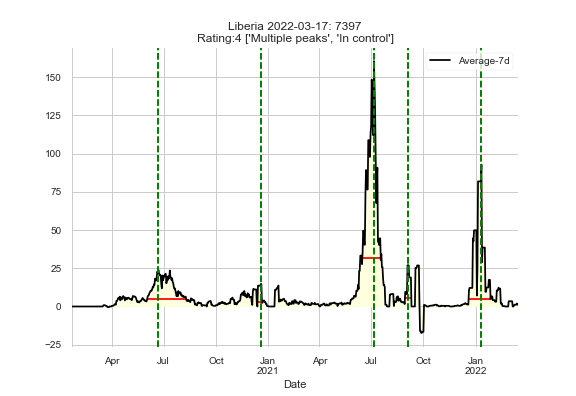 Liberia 2022-03-17: 7397
Rating:4 ['Multiple peaks', 'In control']
Average-7d
150
125
100
75
50
25
0
−25
Apr Jul Oct Jan Apr Jul Oct Jan
2021 2022
Date